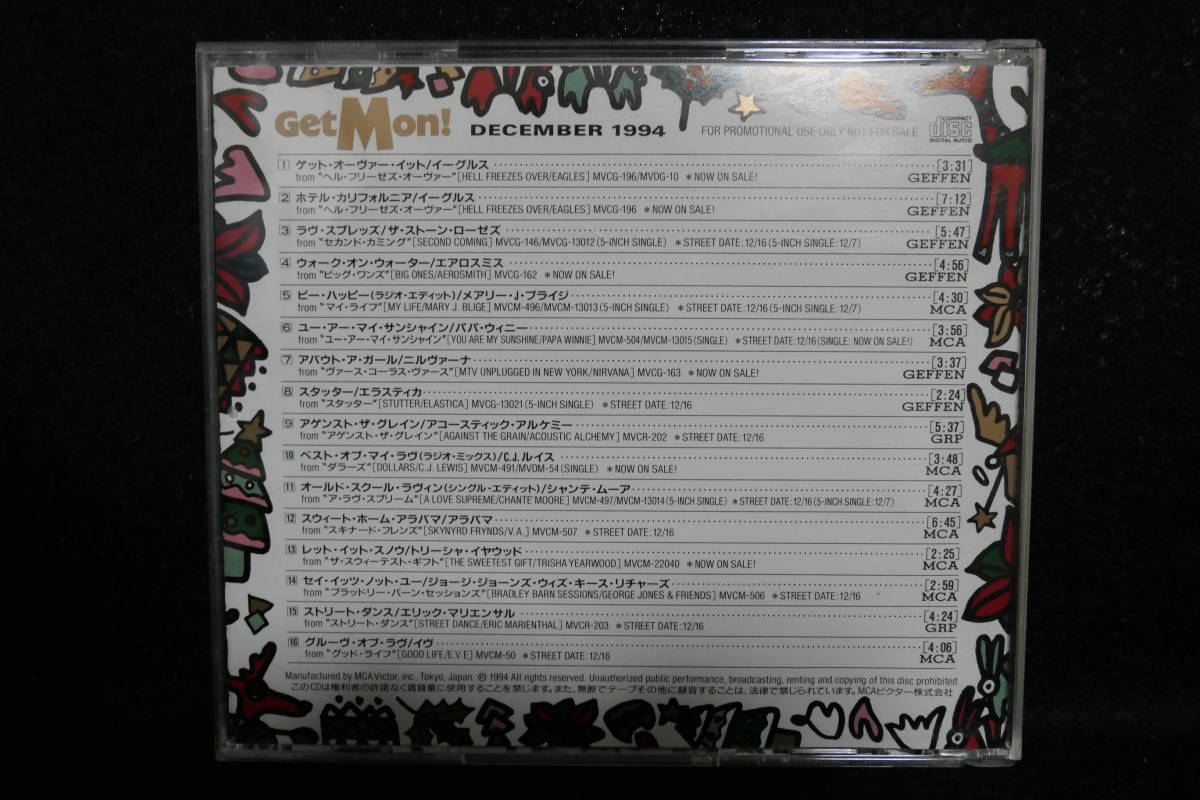 Get M on! DECEMBER 1994 FOR PROMOTIONAL USE ONLY NOT FOR SALE COMPACT disc DIGITAL AUDIO
1 ゲット・オーヴァー・イット/イーグルス [3:31]
from "ヘル・フリーゼズ・オーヴァー"[HELL FREEZES OVER/EAGLES] MVCG-196/MVDG-10 *NOW ON SALE! GEFFEN
2 ホテル・カリフォルニア/イーグルス [7:12]
from "ヘル・フリーゼズ・オーヴァー"[HELL FREEZES OVER/EAGLES] MVCG-196 *NOW ON SALE! GEFFEN
3 ラヴ・スプレッズ/ザ・ストーン・ローゼズ [5:47]
from "セカンド・カミング"[SECOND COMING] MVCG-146/MVCG-13012(5-INCH SINGLE) *STREET DATE:12/16(5-INCH SINGLE:12/7) GEFFEN
4 ウォーク・オン・ウォーター/エアロスミス [4:56]
from "ビッグ・ワンズ"[BIG ONES/AEROSMITH] MVCG-162 *NOW ON SALE! GEFFEN
5 ビー・ハッピー(ラジオ・エディット)/メアリー・J・ブライジ [4:30]
from "マイ・ライフ"[MY LIFE/MARY J. BLIGE] MVCM-496/MVCM-13013(5-INCH SINGLE) *STREET DATE:12/16(5-INCH SINGLE:12/7) MCA
6 ユー・アー・マイ・サンシャイン/パパ・ウィニー [3:56]
from "ユー・アー・マイ・サンシャイン"[YOU ARE MY SUNSHINE/PAPA WINNIE] MVCM-504/MVCM-13015(SINGLE) *STREET DATE:12/16(SINGLE: NOW ON SALE!) MCA
7 アバウト・ア・ガール/ニルヴァーナ [3:37]
from "ヴァース・コーラス・ヴァース"[MTV UNPLUGGED IN NEW YORK/NIRVANA] MVCG-163 *NOW ON SALE! GEFFEN
8 スタッター/エラスティカ [2:24]
from "スタッター"[STUTTER/ELASTICA] MVCG-13021(5-INCH SINGLE) *STREET DATE:12/16 GEFFEN
9 アゲンスト・ザ・グレイン/アコースティック・アルケミー [5:37]
from "アゲンスト・ザ・グレイン"[AGAINST THE GRAIN/ACOUSTIC ALCHEMY] MVCR-202 *STREET DATE:12/16 GRP
10 ベスト・オブ・マイ・ラヴ(ラジオ・ミックス)/C.J.ルイス [3:48]
from "ダラーズ"[DOLLARS/C.J. LEWIS] MVCM-491/MVDM-54(SINGLE) *NOW ON SALE! MCA
11 オールド・スクール・ラヴィン(シングル・エディット)/シャンテ・ムーア [4:27]
from "ア・ラヴ・スプリーム"[A LOVE SUPREME/CHANTE MOORE] MVCM-497/MVCM-13014(5-INCH SINGLE) *STREET DATE:12/16(5-INCH SINGLE:12/7) MCA
12 スウィート・ホーム・アラバマ/アラバマ [6:45]
from "スキナード・フレンズ"[SKYNYRD FRYNDS/V.A.] MVCM-507 *STREET DATE:12/16 MCA
13 レット・イット・スノウ/トリーシャ・イヤウッド [2:25]
from "ザ・スウィーテスト・ギフト"[THE SWEETEST GIFT/TRISHA YEARWOOD] MVCM-22040 *NOW ON SALE! MCA
14 セイ・イッツ・ノット・ユー/ジョージ・ジョーンズ・ウィズ・キース・リチャーズ [2:59]
from "ブラッドリー・バーン・セッションズ"[BRADLEY BARN SESSIONS/GEORGE JONES & FRIENDS] MVCM-506 *STREET DATE:12/16 MCA
15 ストリート・ダンス/エリック・マリエンサル [4:24]
from "ストリート・ダンス"[STREET DANCE/ERIC MARIENTHAL] MVCR-203 *STREET DATE:12/16 GRP
16 グルーヴ・オブ・ラヴ/イヴ [4:06]
from "グッド・ライフ"[GOOD LIFE/E.V.E] MVCM-50 *STREET DATE:12/16 MCA
Manufactured by MCA Victor, inc., Tokyo, Japan. ℗ 1994 All rights reserved. Unauthorized public performance, broadcasting, renting and copying of this disc prohibited.
このCDは権利者の許諾なく賃貸業に使用することを禁じます。また、無断でテープその他に録音することは、法律で禁じられています。MCAビクター株式会社